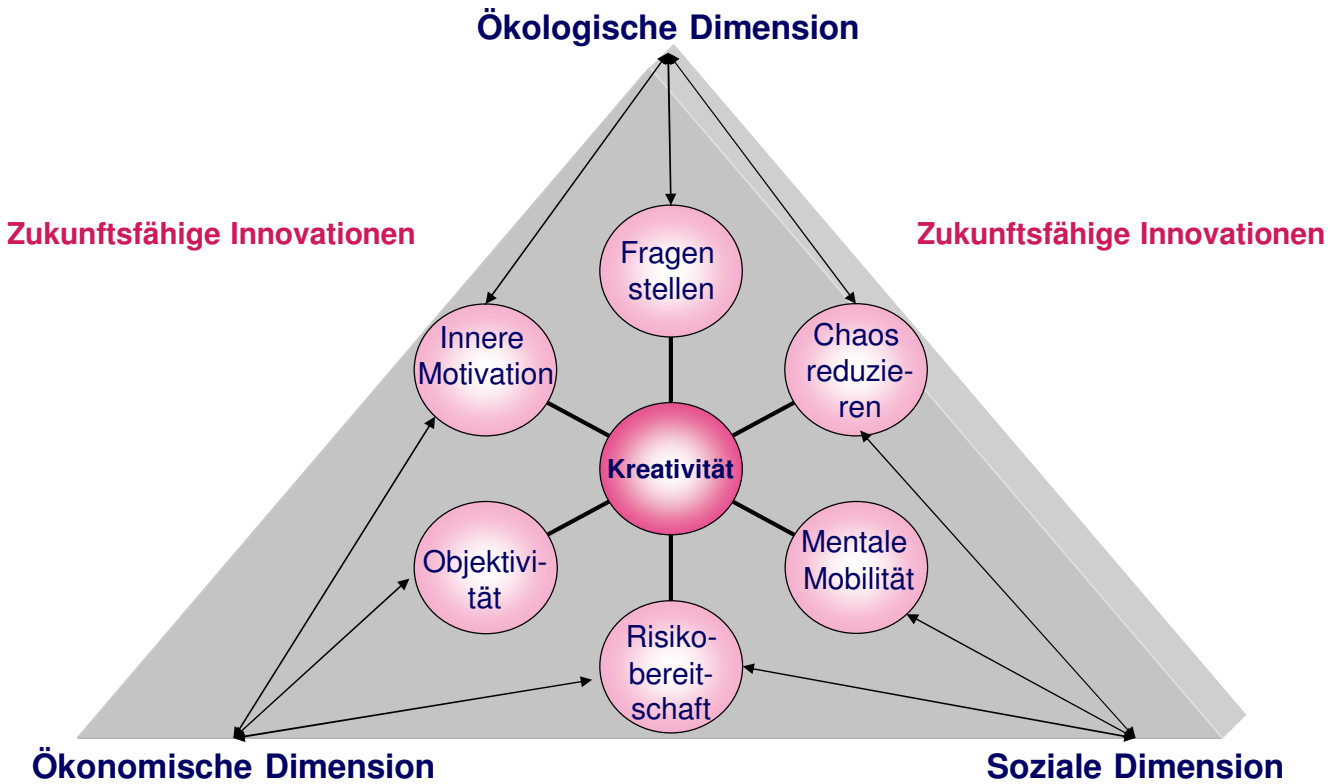 Ökologische Dimension
Zukunftsfähige Innovationen
Zukunftsfähige Innovationen
Fragen
stellen
Innere
Motivation
Chaos
reduzie-
ren
Kreativität
Objektivi-
tät
Mentale
Mobilität
Risiko-
bereit-
schaft
Ökonomische Dimension
Soziale Dimension